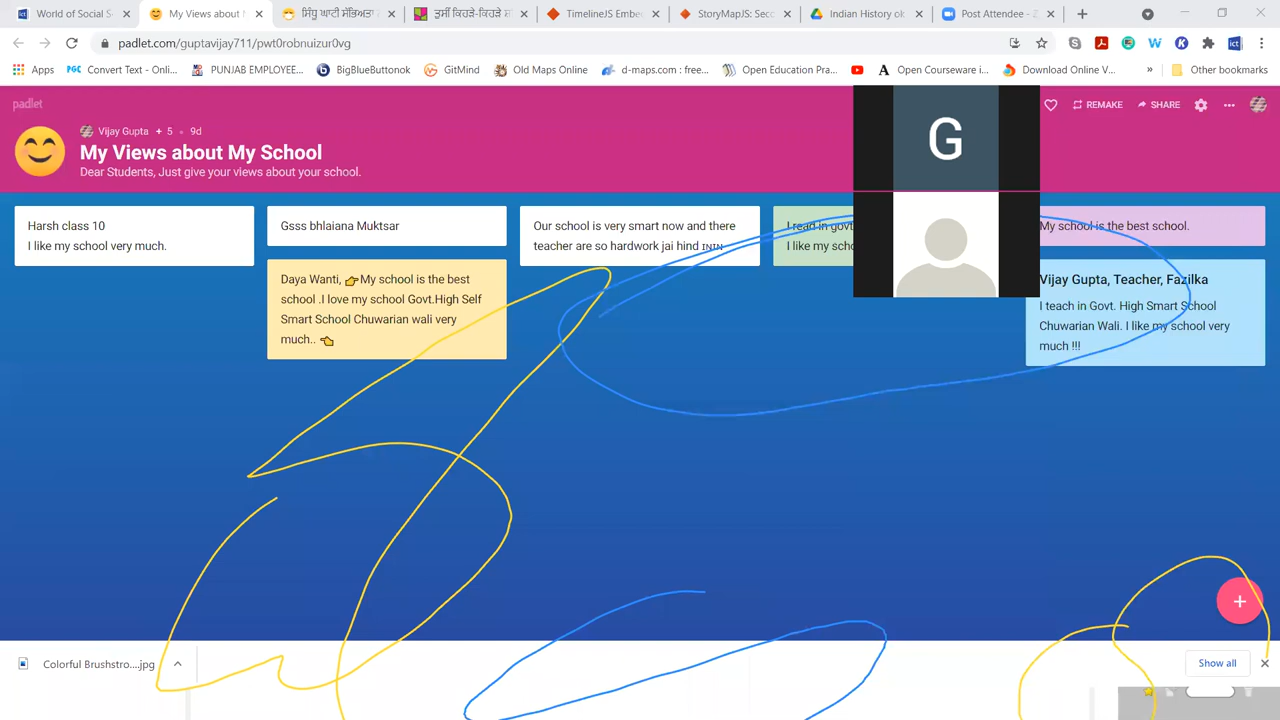 World of Social S
My Views about M
ਸਿੰਧੂ ਘਾਟੀ ਸੱਭਿਅਤਾ
ਤੁਸੀਂ ਕਿਹੜੇ-ਕਿਹੜੇ
TimelineJS Embe
StoryMapJS: Sec
Indian History ok
Post Attendee - Z
padlet.com/guptavijay711/pwt0robnuizur0vg
Apps
PGC Convert Text - Onli...
PUNJAB EMPLOYEE...
BigBlueButtonok
GitMind
Old Maps Online
d-maps.com : free...
Open Education Pra...
A Open Courseware i...
Download Online V...
»
Other bookmarks
padlet
REMAKE
SHARE
Vijay Gupta + 5 • 9d
My Views about My School
Dear Students, Just give your views about your school.
G
Harsh class 10
I like my school very much.
Gsss bhlaiana Muktsar
Daya Wanti, 👉My school is the best
school .I love my school Govt.High Self
Smart School Chuwarian wali very
much.. 👈
Our school is very smart now and there
teacher are so hardwork jai hind
I read in govt
I like my scho
My school is the best school.
Vijay Gupta, Teacher, Fazilka
I teach in Govt. High Smart School
Chuwarian Wali. I like my school very
much !!!
+
Colorful Brushstro....jpg
Show all